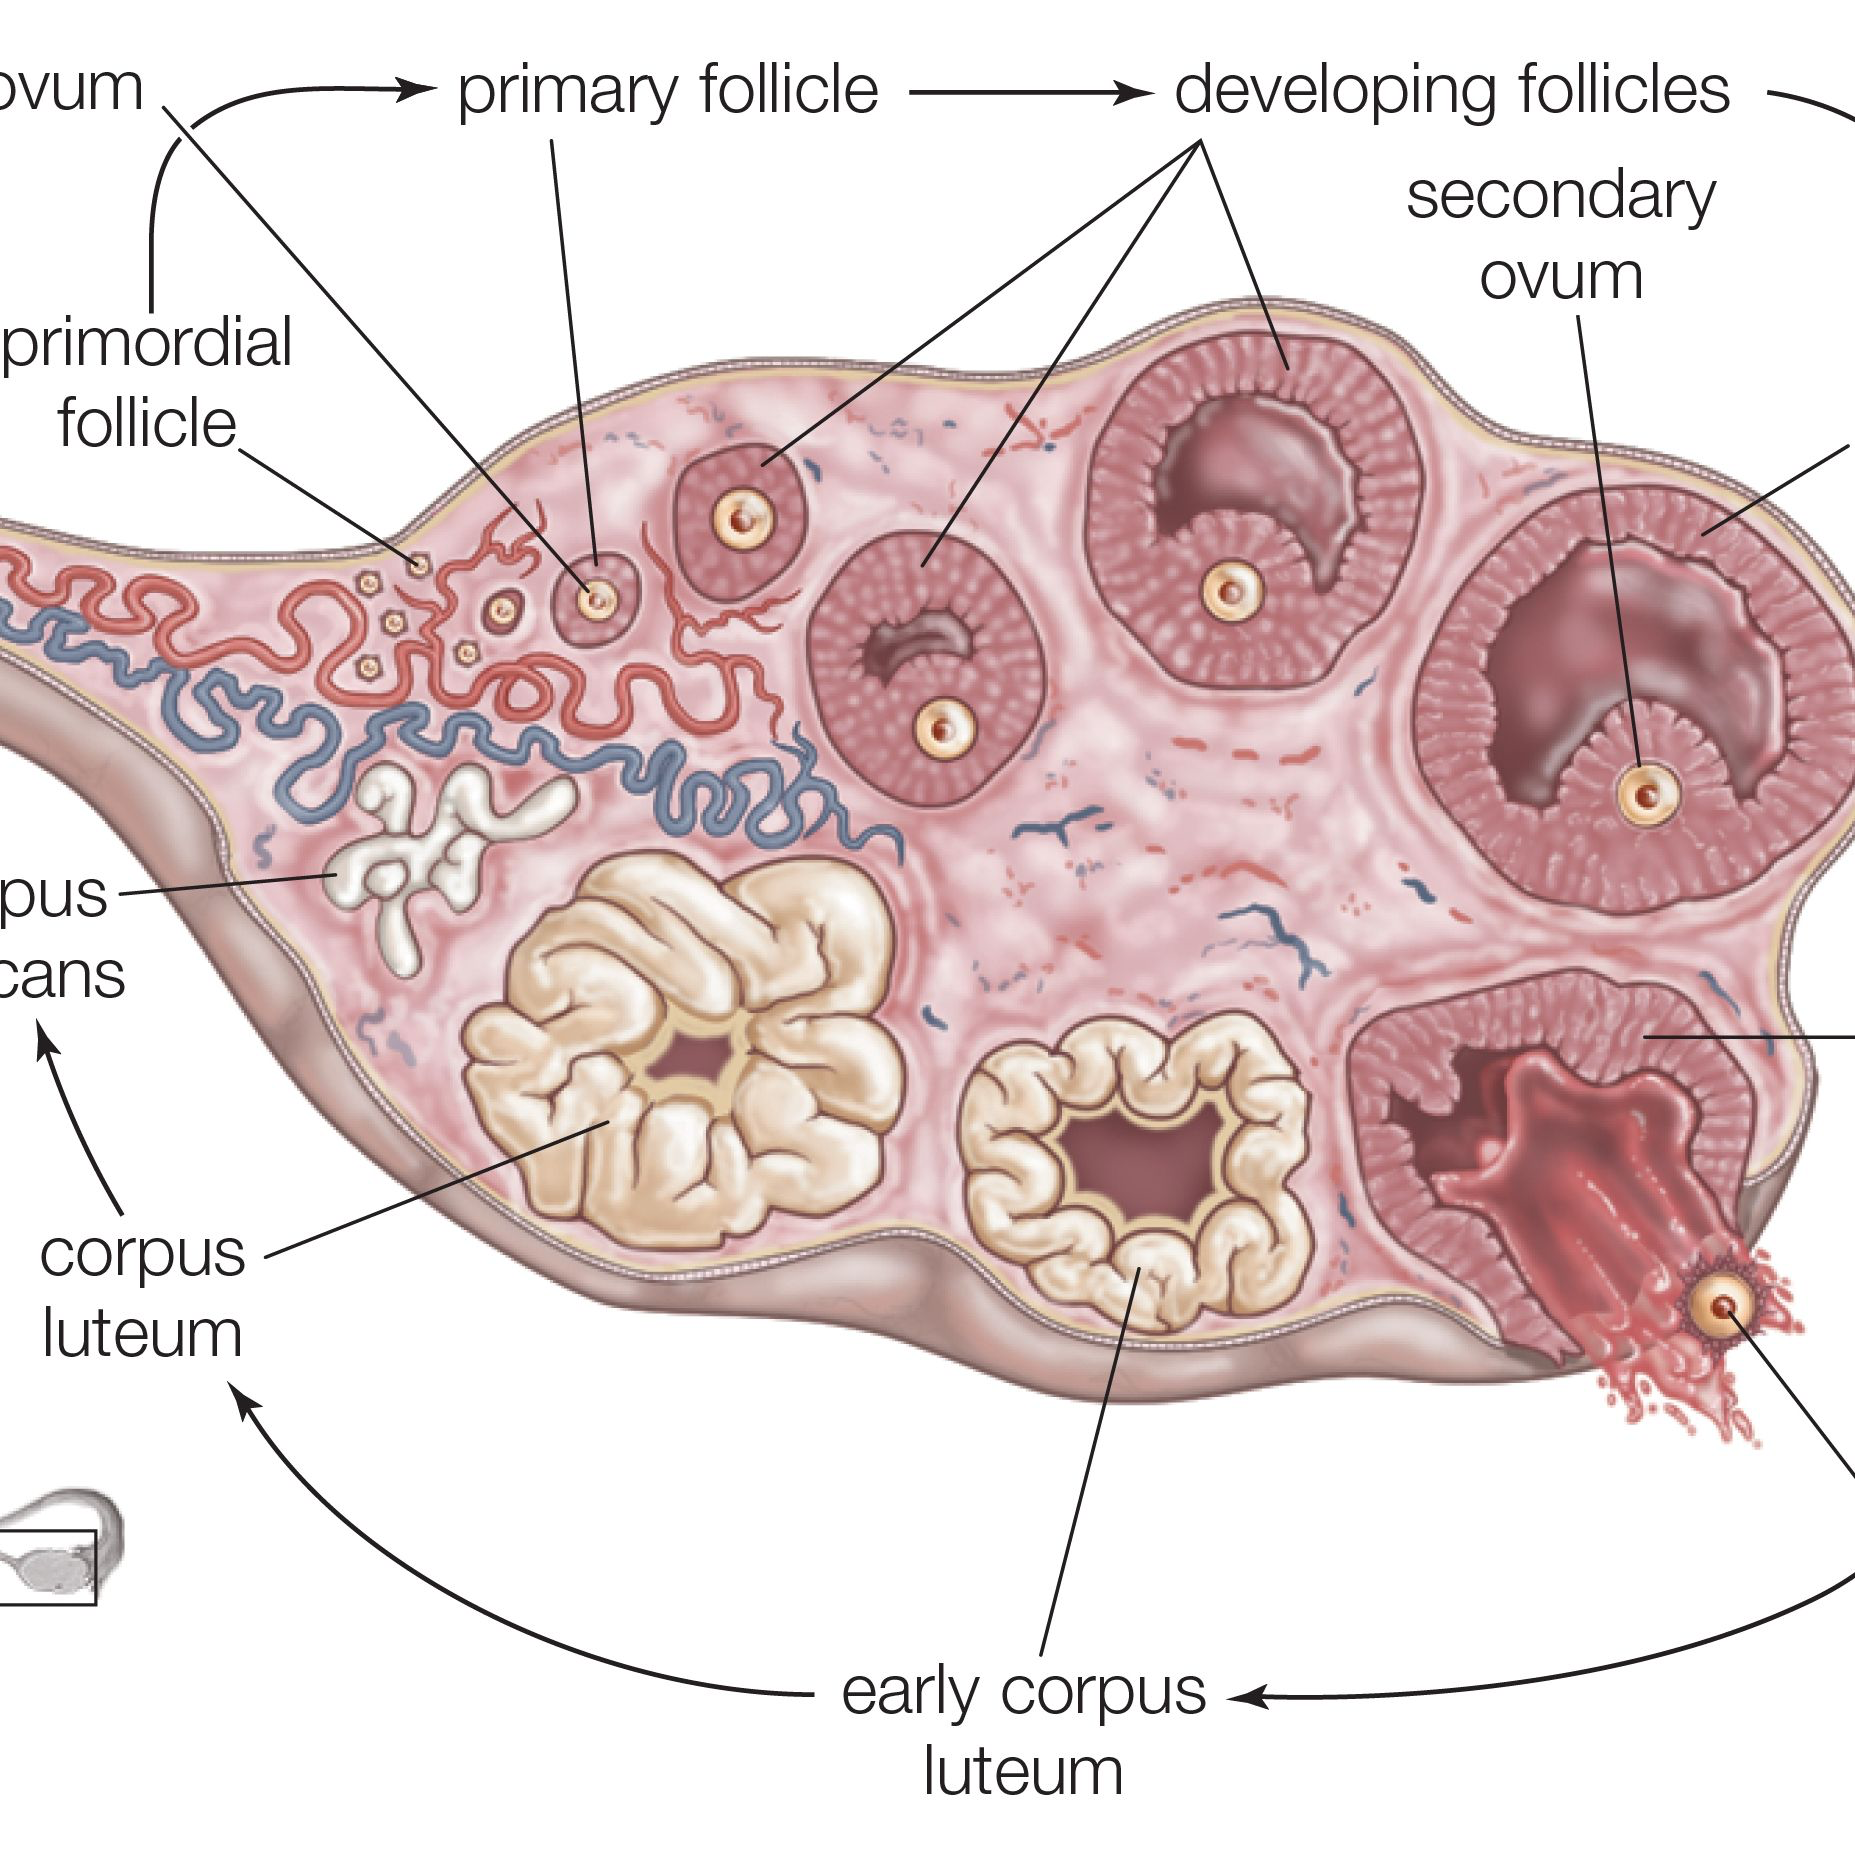 ovum
primary follicle
developing follicles
secondary
ovum
primordial
follicle
pus
cans
corpus
luteum
early corpus
luteum